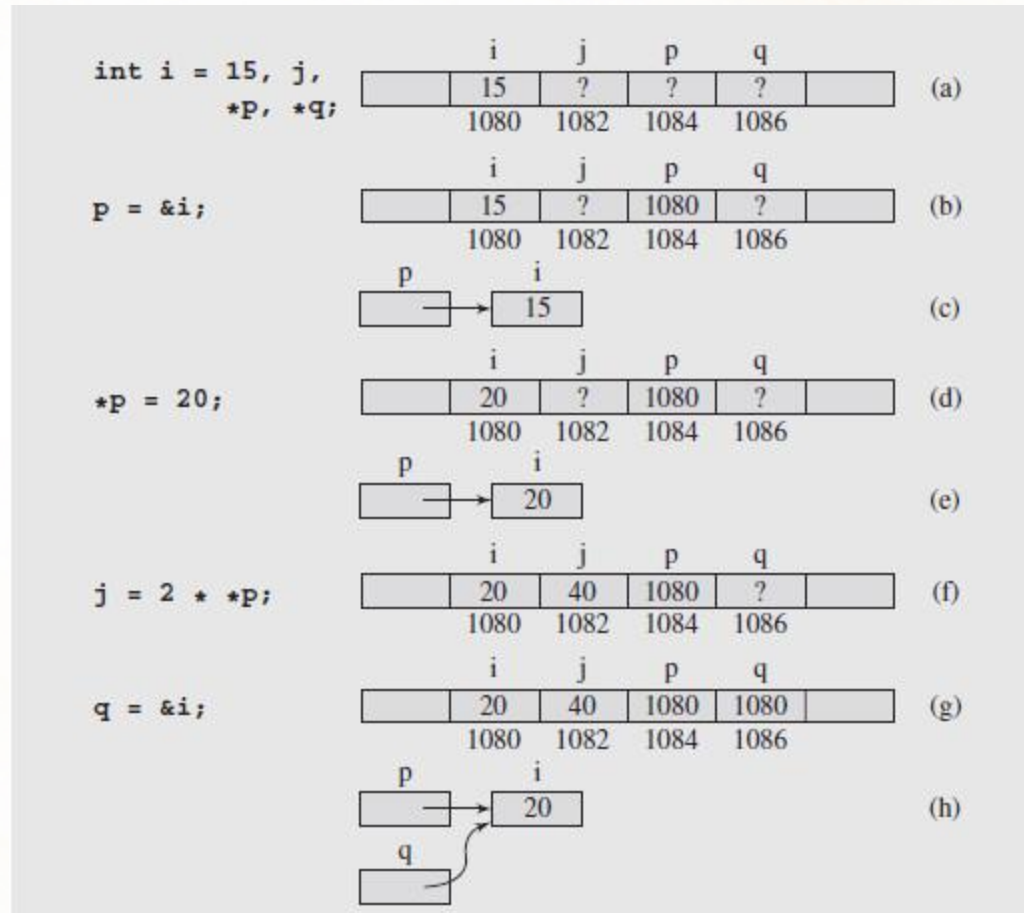 i j p q
int i = 15, j,
15 ? ? ? (a)
*p, *q;
1080 1082 1084 1086
i j p q
p = &i; 15 ? 1080 ? (b)
1080 1082 1084 1086
p i
15 (c)
i j p q
*p = 20; 20 ? 1080 ? (d)
1080 1082 1084 1086
p i
20 (e)
i j p q
j = 2 * *p; 20 40 1080 ? (f)
1080 1082 1084 1086
i j p q
q = &i; 20 40 1080 1080 (g)
1080 1082 1084 1086
p i
20 (h)
q